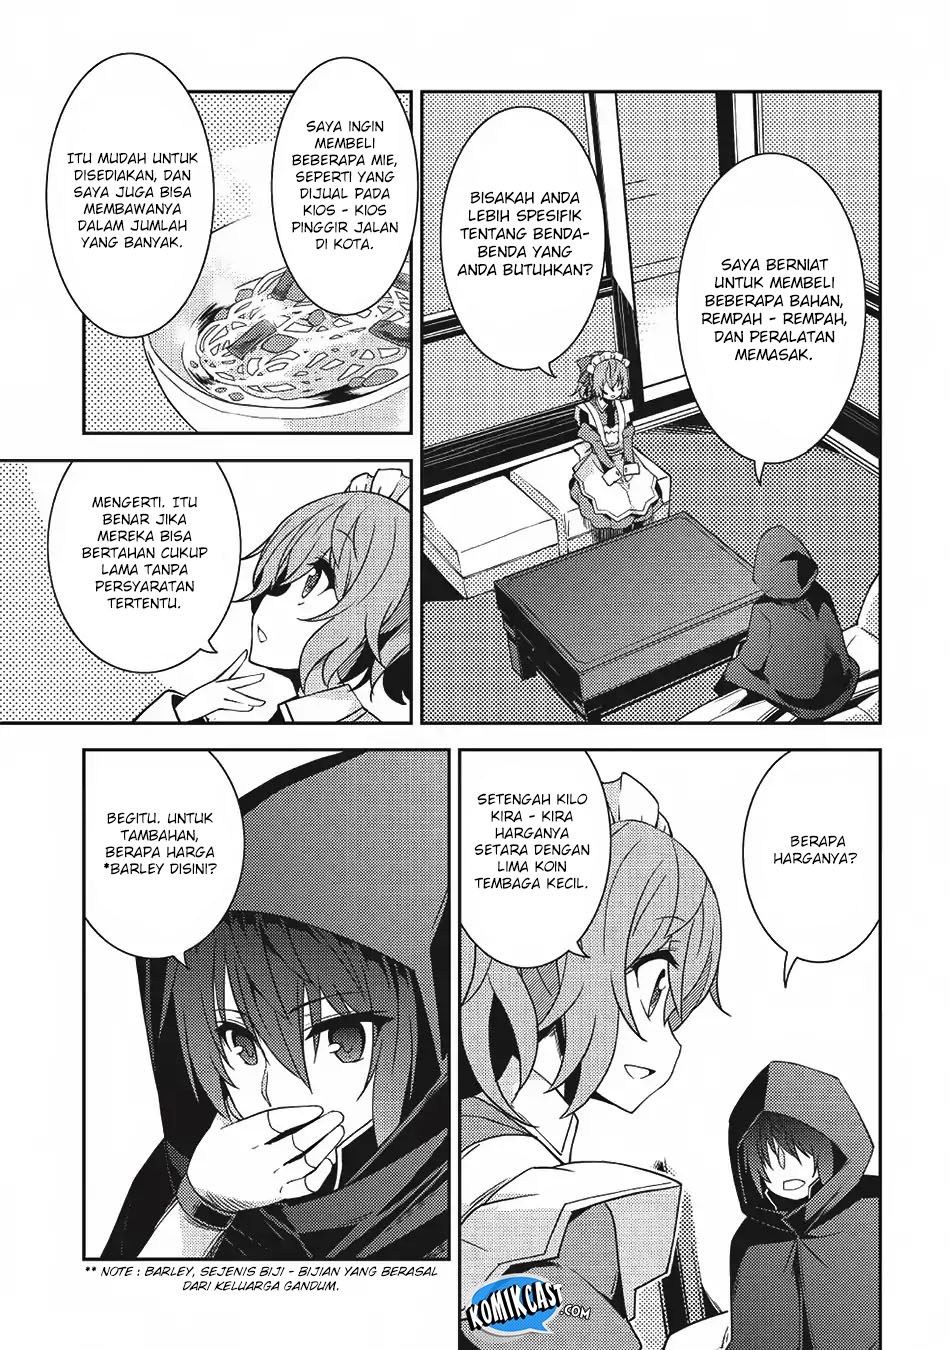 SAYA BERNIAT
UNTUK MEMBELI
BEBERAPA BAHAN,
REMPAH - REMPAH,
DAN PERALATAN
MEMASAK.
BISAKAH ANDA
LEBIH SPESIFIK
TENTANG BENDA-
BENDA YANG
ANDA BUTUHKAN?
SAYA INGIN
MEMBELI
BEBERAPA MIE,
SEPERTI YANG
DIJUAL PADA
KIOS - KIOS
PINGGIR JALAN
DI KOTA.
ITU MUDAH UNTUK
DISEDIAKAN, DAN
SAYA JUGA BISA
MEMBAWANYA
DALAM JUMLAH
YANG BANYAK.
MENGERTI. ITU
BENAR JIKA
MEREKA BISA
BERTAHAN CUKUP
LAMA TANPA
PERSYARATAN
TERTENTU.
BERAPA
HARGANYA?
SETENGAH KILO
KIRA - KIRA
HARGANYA
SETARA DENGAN
LIMA KOIN
TEMBAGA KECIL.
BEGITU. UNTUK
TAMBAHAN,
BERAPA HARGA
*BARLEY DISINI?
** NOTE : BARLEY, SEJENIS BIJI - BIJIAN YANG BERASAL
DARI KELUARGA GANDUM.
KOMIKCAST.COM